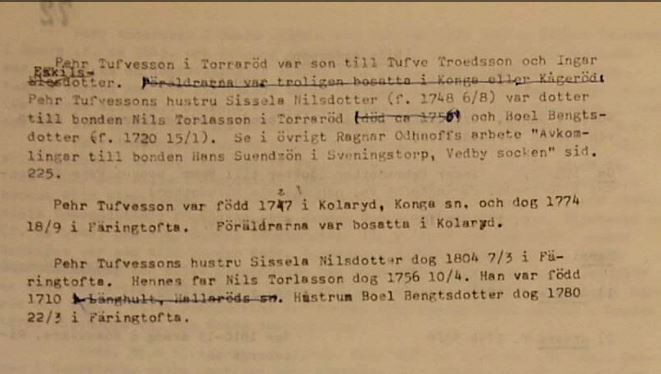 Pehr Tufvesson i Torraröd var son till Tufve Troedsson och Ingar
Eskils-
dotter. Föräldrarna var troligen bosatta i Konga eller Kågeröd.
Pehr Tufvessons hustru Sissela Nilsdotter (f. 1748 6/8) var dotter
till bonden Nils Torlasson i Torraröd (död ca 1756) och Boel Bengts-
dotter (f. 1720 15/1). Se i övrigt Ragnar Odhnoffs arbete "Avkom-
lingar till bonden Hans Suendzön i Sveningstorp, Vedby socken" sid.
225.
Pehr Tufvesson var född i Kolaryd, Konga sn. och dog 1774
18/9 i Färingtofta. Föräldrarna var bosatta i Kolaryd.
Pehr Tufvessons hustru Sissela Nilsdotter dog 1804 7/3 i Fä-
ringtofta. Hennes far Nils Torlasson dog 1756 10/4. Han var född
1710 i Långhult, Hallaröds sn. Hustrun Boel Bengtsdotter dog 1780
22/3 i Färingtofta.